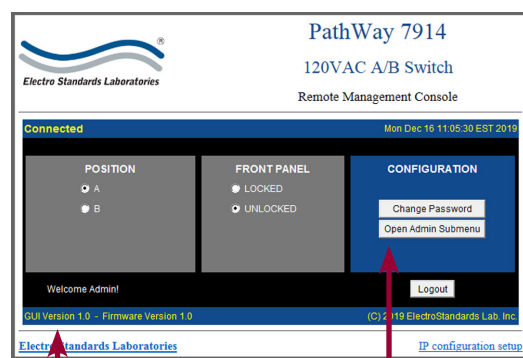 PathWay 7914
®
Electro Standards Laboratories
120VAC A/B Switch
Remote Management Console
Connected
Mon Dec 16 11:05:30 EST 2019
POSITION
A
B
FRONT PANEL
LOCKED
UNLOCKED
CONFIGURATION
Change Password
Open Admin Submenu
Welcome Admin!
Logout
GUI Version 1.0 - Firmware Version 1.0
(C) 2019 ElectroStandards Lab. Inc.
Electro Standards Laboratories
IP configuration setup